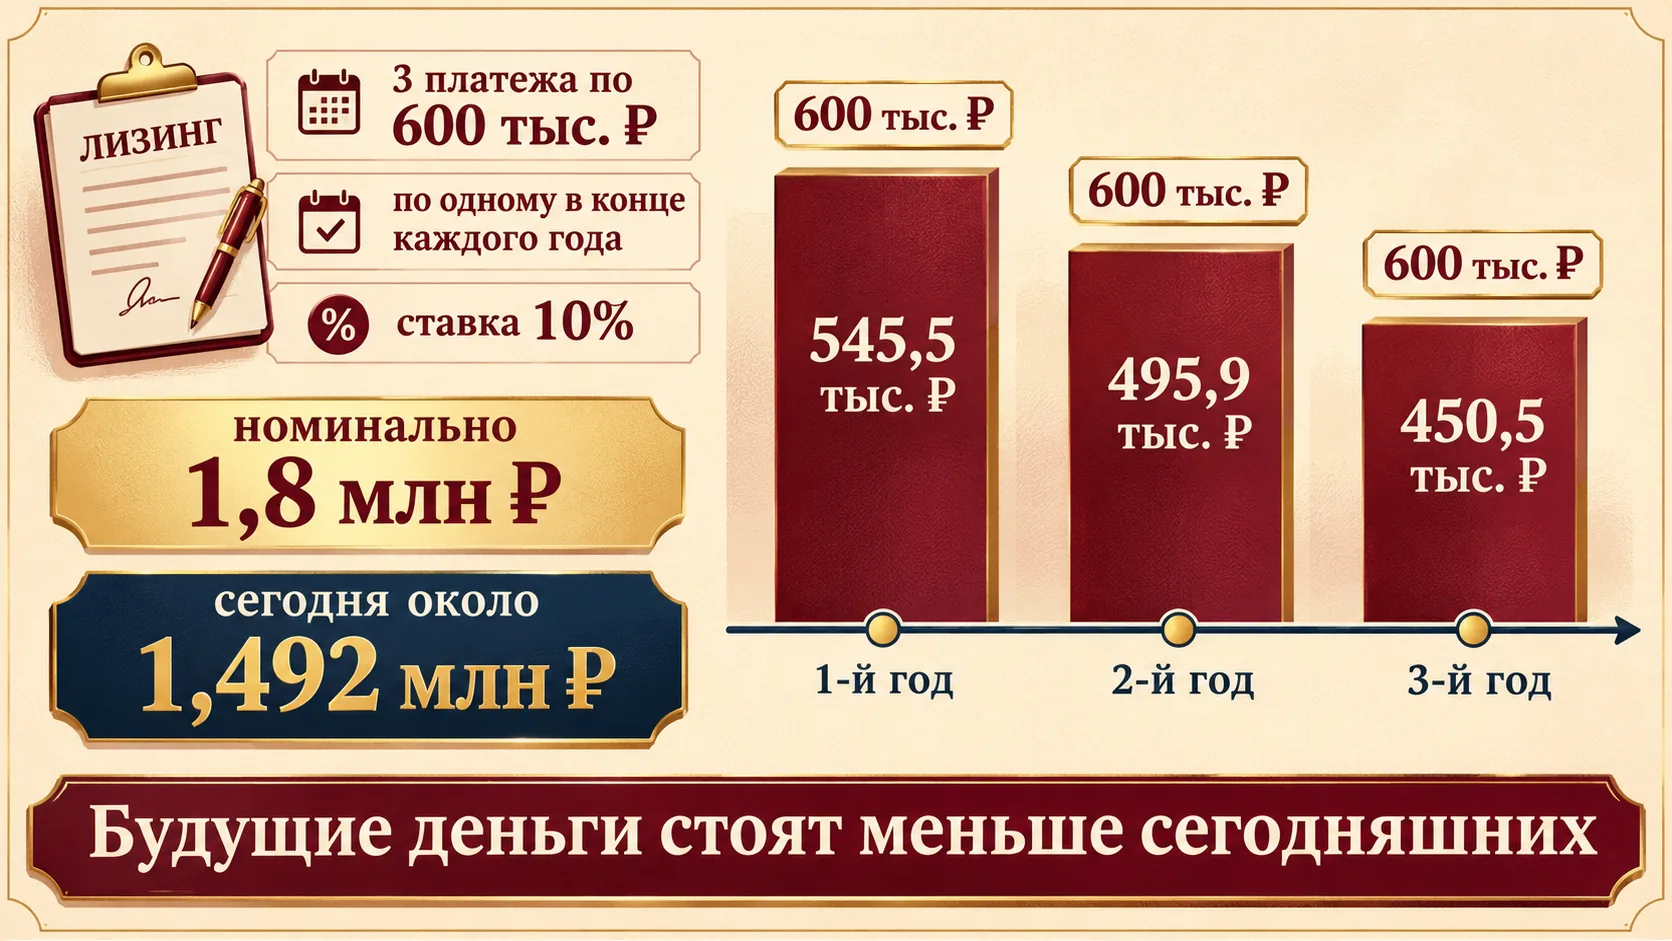 ЛИЗИНГ
3 платежа по
600 тыс. ₽
по одному в конце
каждого года
%
ставка 10%
номинально
1,8 млн ₽
сегодня около
1,492 млн ₽
600 тыс. ₽
545,5
тыс. ₽
1-й год
600 тыс. ₽
495,9
тыс. ₽
2-й год
600 тыс. ₽
450,5
тыс. ₽
3-й год
Будущие деньги стоят меньше сегодняшних